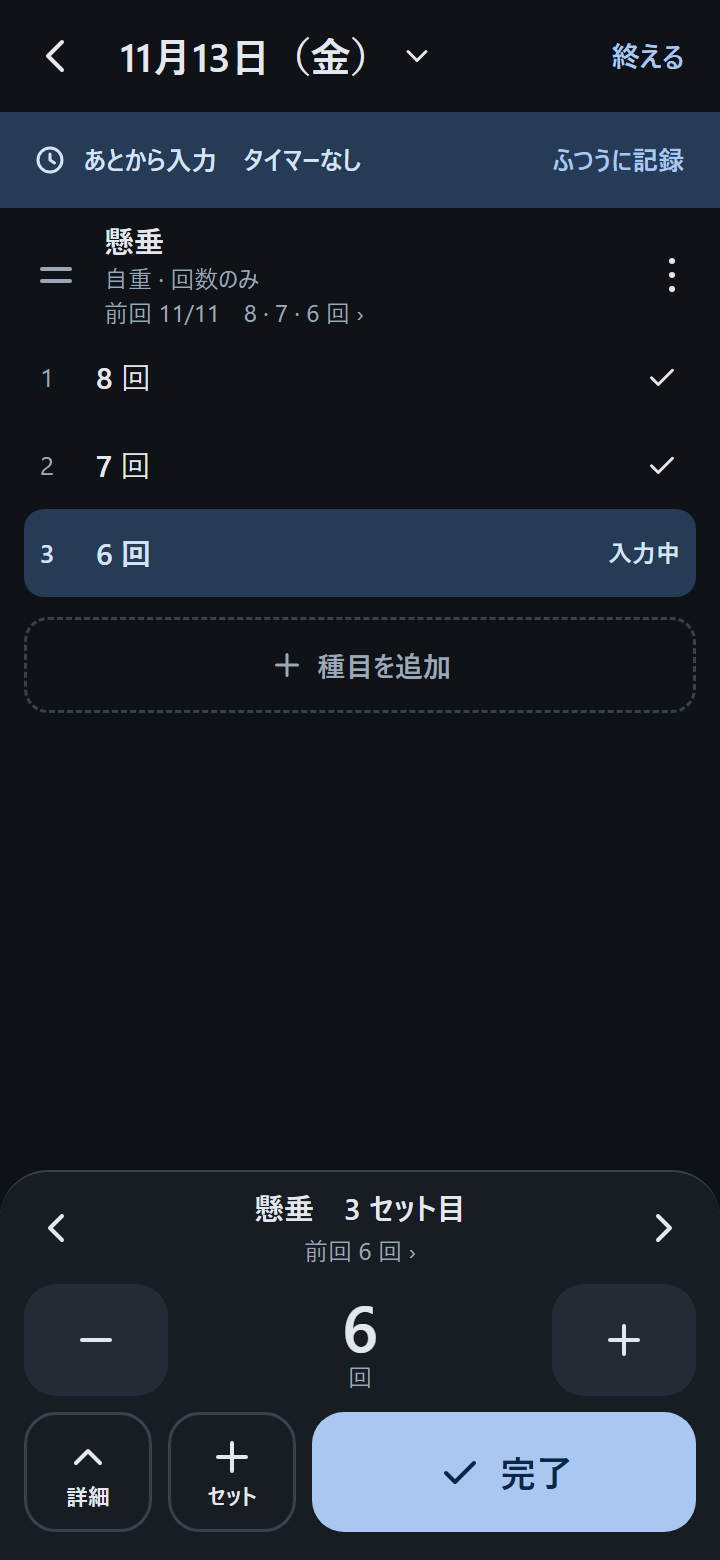 11月13日（金）
終える
あとから入力　タイマーなし
ふつうに記録
懸垂
自重 · 回数のみ
前回 11/11　8 · 7 · 6 回 ›
1 8 回
2 7 回
3 6 回 入力中
種目を追加
懸垂　3 セット目
前回 6 回 ›
6
回
詳細
セット
完了